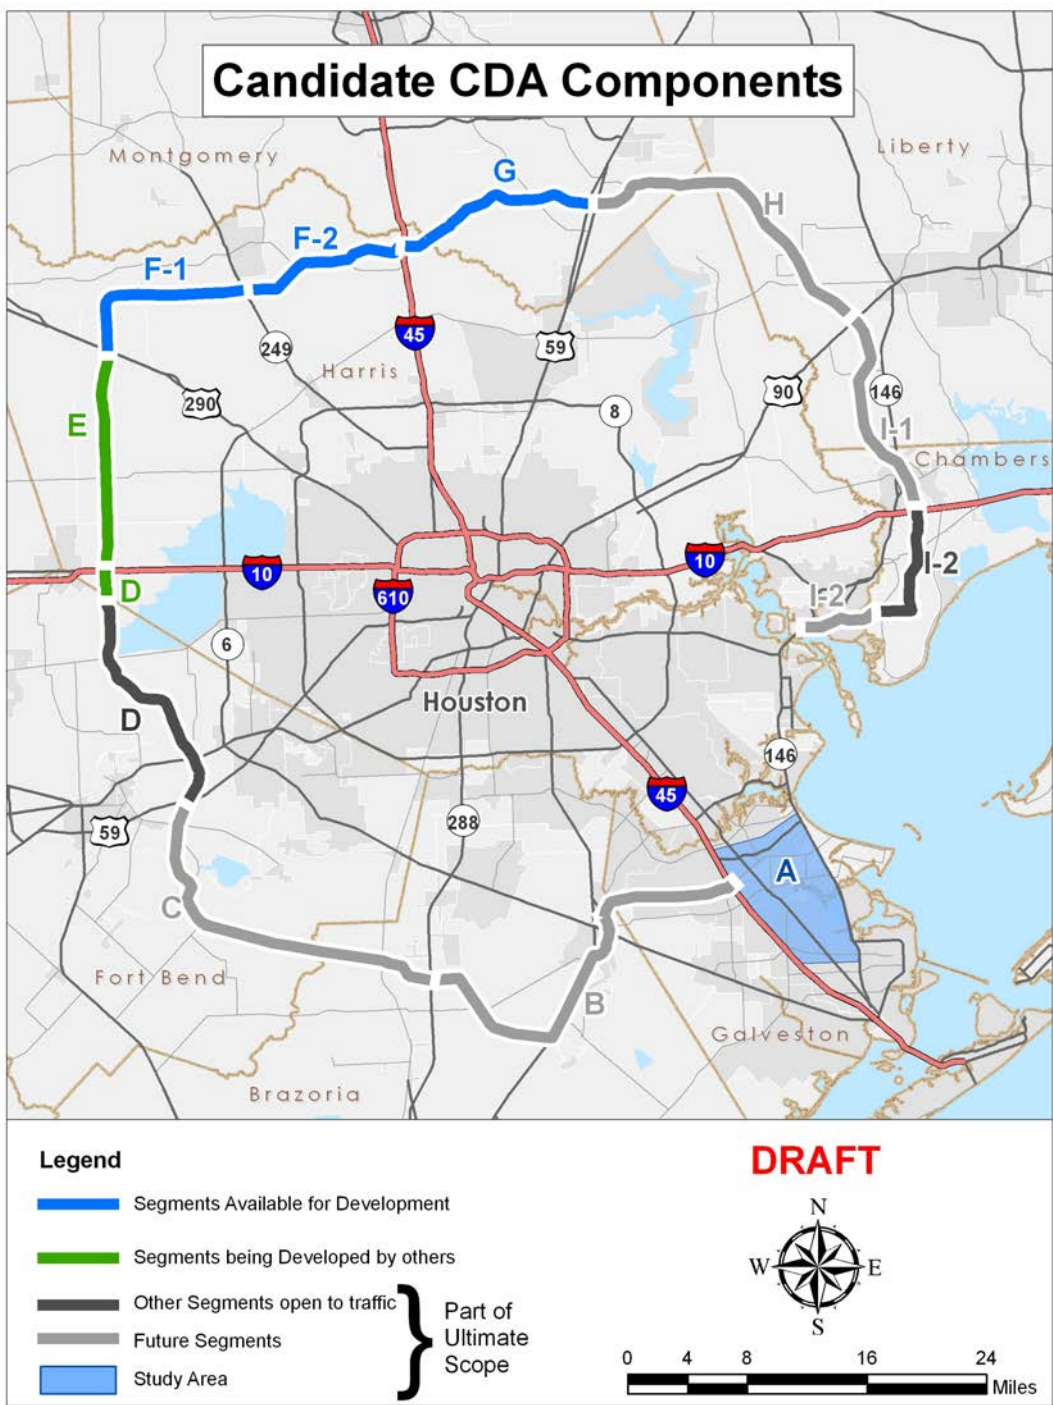 Candidate CDA Components
Montgomery
Liberty
G
H
F-2
F-1
45
59
249
Harris
290
90
146
8
E
I-1
Chambers
10
10
I-2
D
610
I-2
6
Houston
D
146
45
59
288
A
C
Fort Bend
B
Galveston
Brazoria
Legend
DRAFT
Segments Available for Development
N
Segments being Developed by others
W
E
Other Segments open to traffic
Part of
Ultimate
Scope
Future Segments
S
Study Area
0 4 8 16 24
Miles